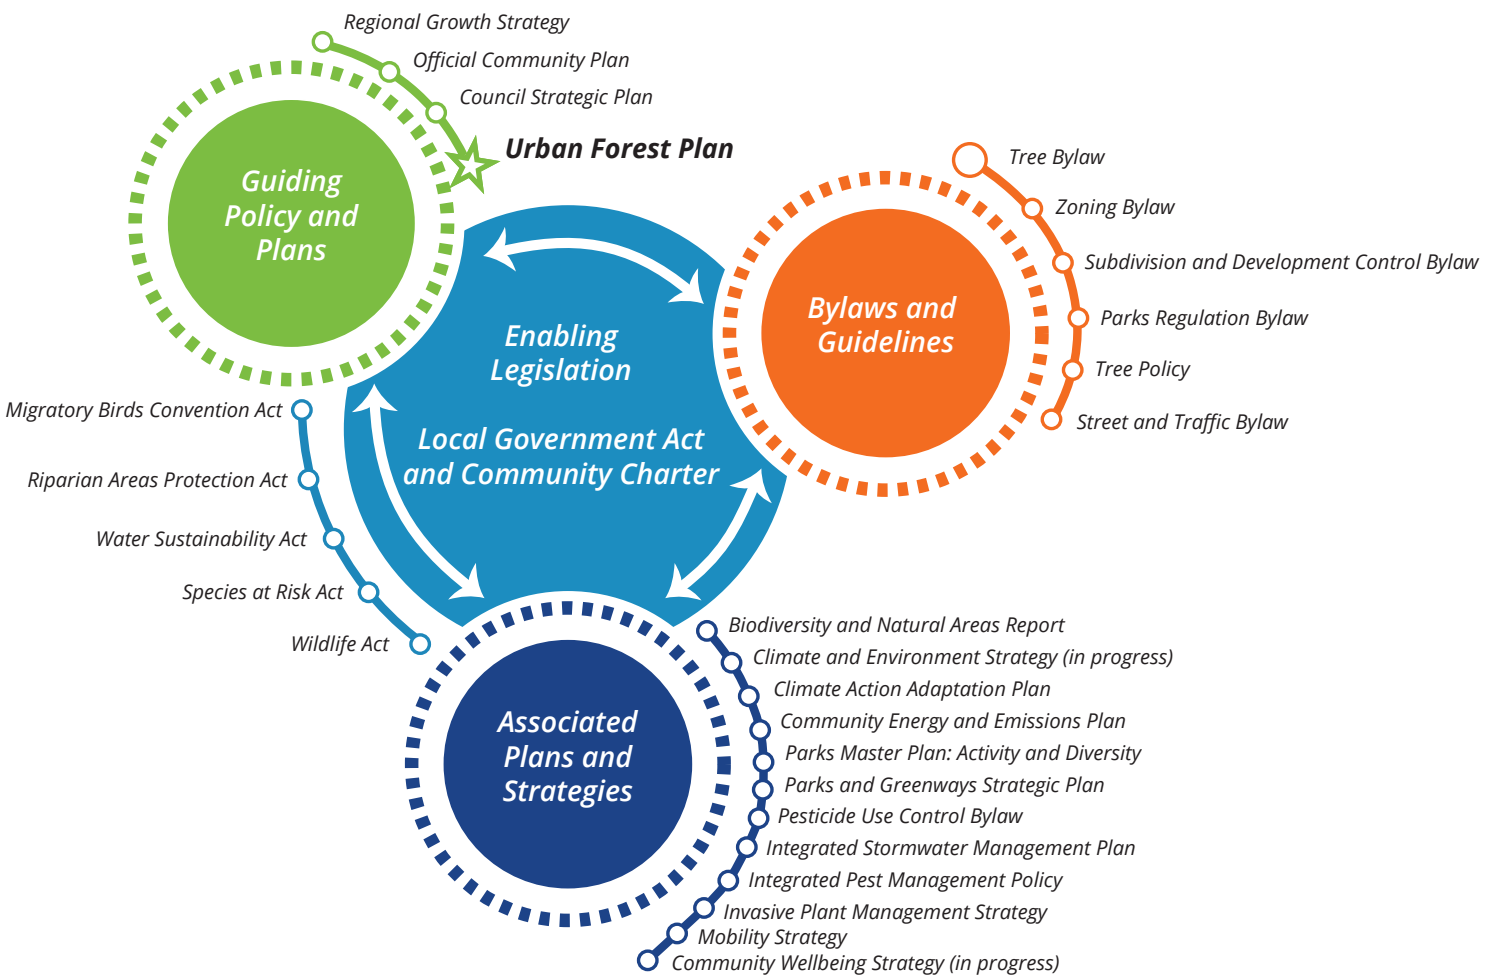 Regional Growth Strategy
Official Community Plan
Council Strategic Plan
Urban Forest Plan
Guiding
Policy and
Plans
Tree Bylaw
Zoning Bylaw
Subdivision and Development Control Bylaw
Parks Regulation Bylaw
Tree Policy
Street and Traffic Bylaw
Bylaws and
Guidelines
Enabling
Legislation
Local Government Act
and Community Charter
Migratory Birds Convention Act
Riparian Areas Protection Act
Water Sustainability Act
Species at Risk Act
Wildlife Act
Associated
Plans and
Strategies
Biodiversity and Natural Areas Report
Climate and Environment Strategy (in progress)
Climate Action Adaptation Plan
Community Energy and Emissions Plan
Parks Master Plan: Activity and Diversity
Parks and Greenways Strategic Plan
Pesticide Use Control Bylaw
Integrated Stormwater Management Plan
Integrated Pest Management Policy
Invasive Plant Management Strategy
Mobility Strategy
Community Wellbeing Strategy (in progress)